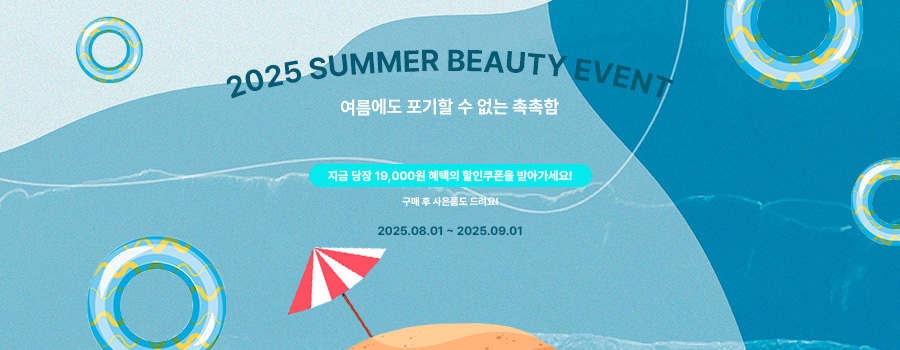 2025 SUMMER BEAUTY EVENT
여름에도 포기할 수 없는 촉촉함
지금 당장 19,000원 혜택의 할인쿠폰을 받아가세요!
구매 후 사은품도 드려요!
2025.08.01 ~ 2025.09.01